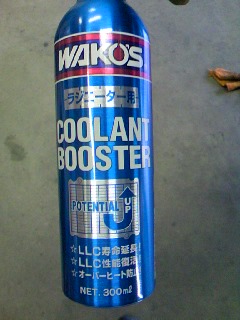 WAKO'S
ラジエーター用
COOLANT
BOOSTER
POTENTIAL UP
☆LLC寿命延長!
☆LLC性能復活!
☆オーバーヒート防止!
NET. 300mℓ